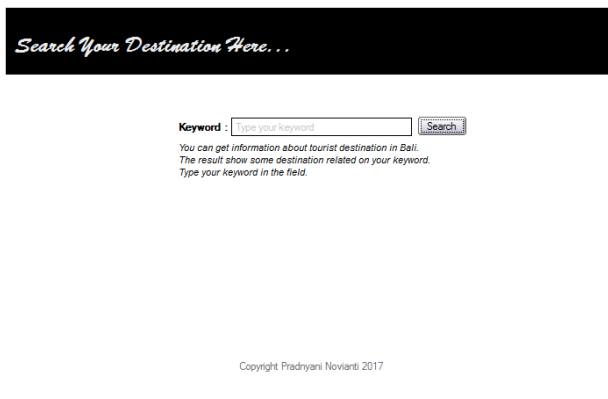 Search Your Destination Here...
Keyword : Type your keyword Search
You can get information about tourist destination in Bali.
The result show some destination related on your keyword.
Type your keyword in the field.
Copyright Pradnyani Novianti 2017